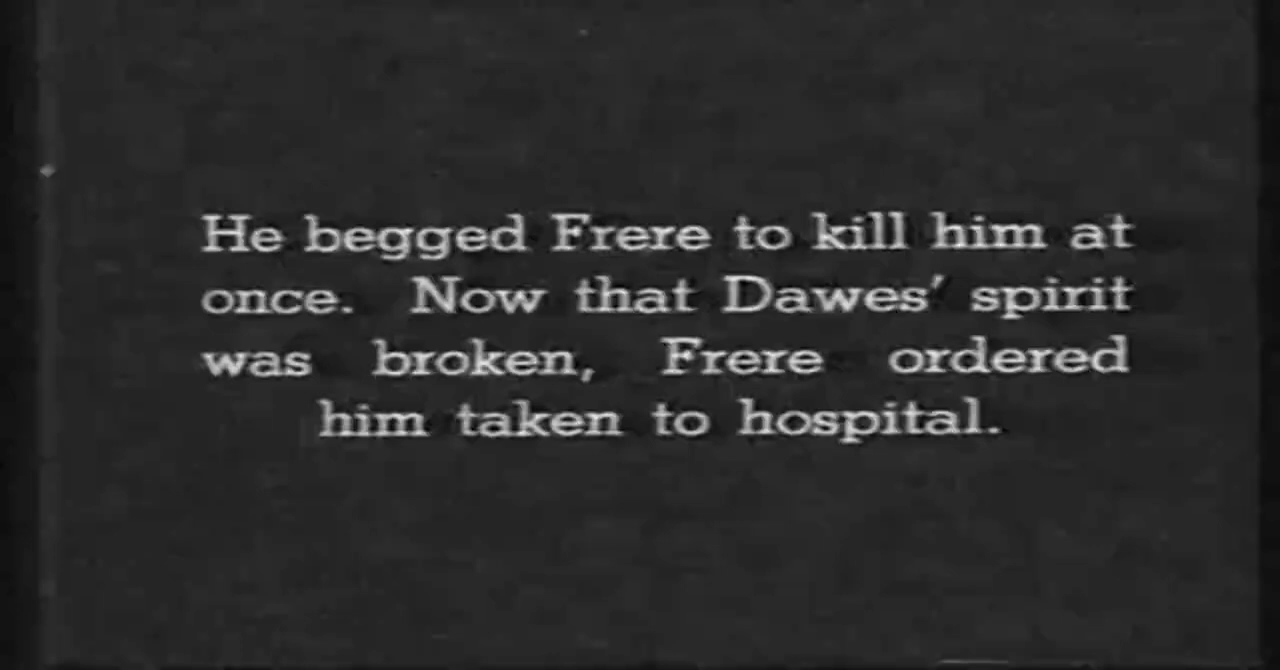 He begged Frere to kill him at
once. Now that Dawes' spirit
was broken, Frere ordered
him taken to hospital.